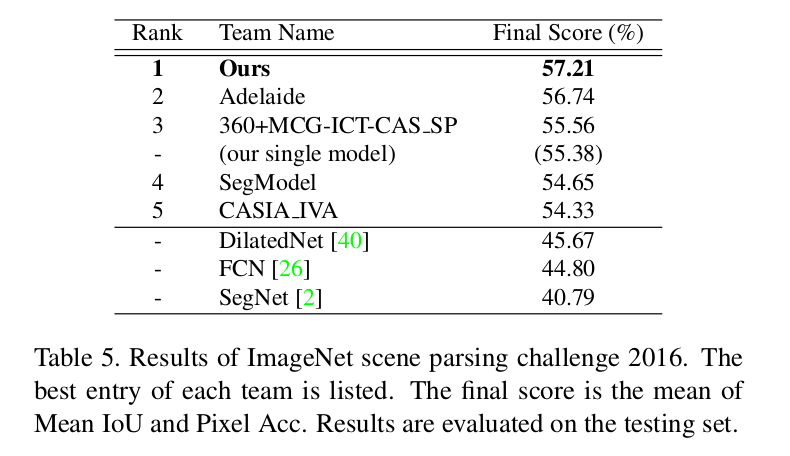 Rank Team Name Final Score (%)
1 Ours 57.21
2 Adelaide 56.74
3 360+MCG-ICT-CAS_SP 55.56
- (our single model) (55.38)
4 SegModel 54.65
5 CASIA_IVA 54.33
- DilatedNet [40] 45.67
- FCN [26] 44.80
- SegNet [2] 40.79
Table 5. Results of ImageNet scene parsing challenge 2016. The
best entry of each team is listed. The final score is the mean of
Mean IoU and Pixel Acc. Results are evaluated on the testing set.